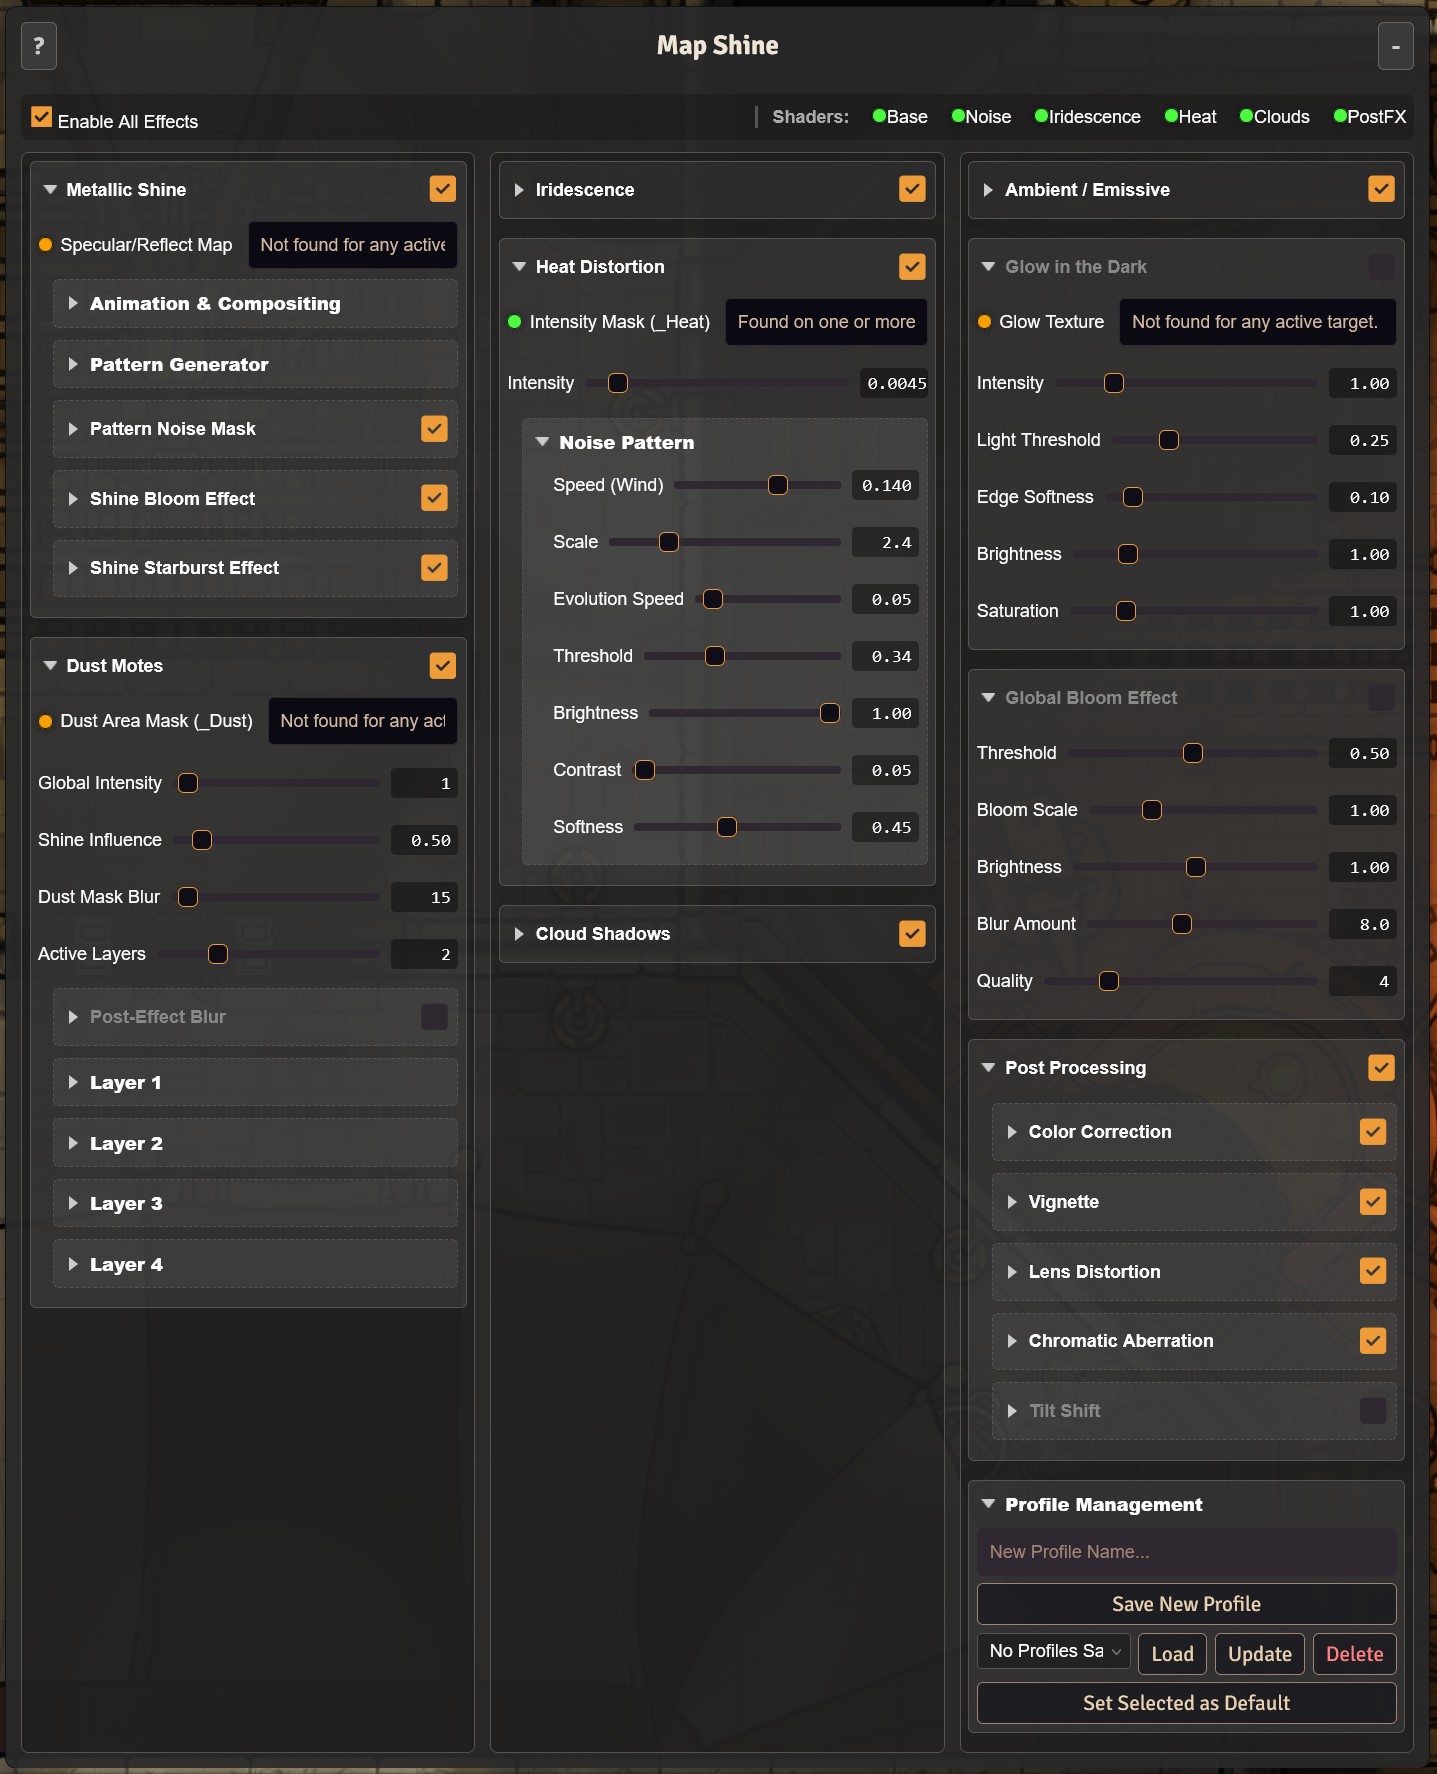 ?
Map Shine
-
Enable All Effects
Shaders: Base Noise Iridescence Heat Clouds PostFX
Metallic Shine
Specular/Reflect Map Not found for any active
Animation & Compositing
Pattern Generator
Pattern Noise Mask
Shine Bloom Effect
Shine Starburst Effect
Dust Motes
Dust Area Mask (_Dust) Not found for any act
Global Intensity 1
Shine Influence 0.50
Dust Mask Blur 15
Active Layers 2
Post-Effect Blur
Layer 1
Layer 2
Layer 3
Layer 4
Iridescence
Heat Distortion
Intensity Mask (_Heat) Found on one or more
Intensity 0.0045
Noise Pattern
Speed (Wind) 0.140
Scale 2.4
Evolution Speed 0.05
Threshold 0.34
Brightness 1.00
Contrast 0.05
Softness 0.45
Cloud Shadows
Ambient / Emissive
Glow in the Dark
Glow Texture Not found for any active target.
Intensity 1.00
Light Threshold 0.25
Edge Softness 0.10
Brightness 1.00
Saturation 1.00
Global Bloom Effect
Threshold 0.50
Bloom Scale 1.00
Brightness 1.00
Blur Amount 8.0
Quality 4
Post Processing
Color Correction
Vignette
Lens Distortion
Chromatic Aberration
Tilt Shift
Profile Management
New Profile Name...
Save New Profile
No Profiles Sa Load Update Delete
Set Selected as Default